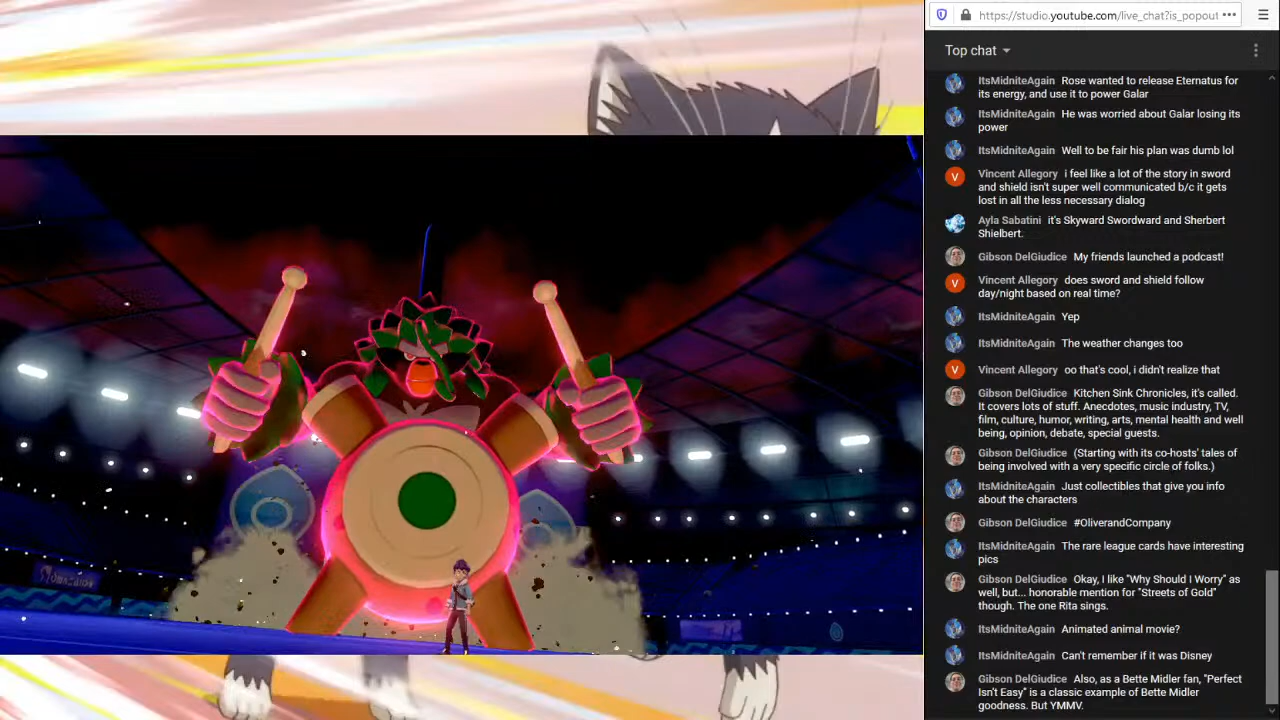 https://studio.youtube.com/live_chat?is_popout
Top chat
ItsMidniteAgain Rose wanted to release Eternatus for
its energy, and use it to power Galar
ItsMidniteAgain He was worried about Galar losing its
power
ItsMidniteAgain Well to be fair his plan was dumb lol
V
Vincent Allegory i feel like a lot of the story in sword
and shield isn't super well communicated b/c it gets
lost in all the less necessary dialog
Ayla Sabatini it's Skyward Swordward and Sherbert
Shielbert.
Gibson DelGiudice My friends launched a podcast!
V
Vincent Allegory does sword and shield follow
day/night based on real time?
ItsMidniteAgain Yep
ItsMidniteAgain The weather changes too
V
Vincent Allegory oo that's cool, i didn't realize that
Gibson DelGiudice Kitchen Sink Chronicles, it's called.
It covers lots of stuff. Anecdotes, music industry, TV,
film, culture, humor, writing, arts, mental health and well
being, opinion, debate, special guests.
Gibson DelGiudice (Starting with its co-hosts' tales of
being involved with a very specific circle of folks.)
ItsMidniteAgain Just collectibles that give you info
about the characters
Gibson DelGiudice #OliverandCompany
ItsMidniteAgain The rare league cards have interesting
pics
Gibson DelGiudice Okay, I like "Why Should I Worry" as
well, but... honorable mention for "Streets of Gold"
though. The one Rita sings.
ItsMidniteAgain Animated animal movie?
ItsMidniteAgain Can't remember if it was Disney
Gibson DelGiudice Also, as a Bette Midler fan, "Perfect
Isn't Easy" is a classic example of Bette Midler
goodness. But YMMV.